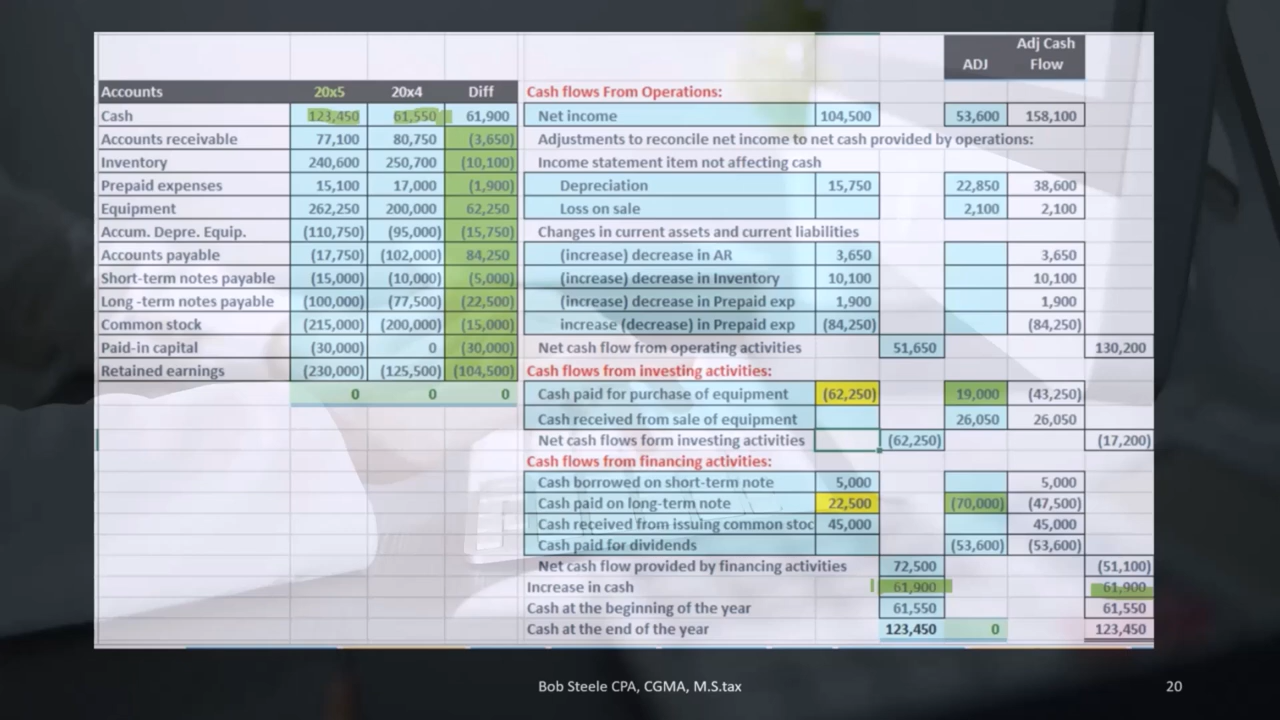 Adj Cash
ADJ Flow
Accounts 20x5 20x4 Diff Cash flows From Operations:
Cash 123,450 61,550 61,900 Net income 104,500 53,600 158,100
Accounts receivable 77,100 80,750 (3,650) Adjustments to reconcile net income to net cash provided by operations:
Inventory 240,600 250,700 (10,100) Income statement item not affecting cash
Prepaid expenses 15,100 17,000 (1,900) Depreciation 15,750 22,850 38,600
Equipment 262,250 200,000 62,250 Loss on sale 2,100 2,100
Accum. Depre. Equip. (110,750) (95,000) (15,750) Changes in current assets and current liabilities
Accounts payable (17,750) (102,000) 84,250 (increase) decrease in AR 3,650 3,650
Short-term notes payable (15,000) (10,000) (5,000) (increase) decrease in Inventory 10,100 10,100
Long -term notes payable (100,000) (77,500) (22,500) (increase) decrease in Prepaid exp 1,900 1,900
Common stock (215,000) (200,000) (15,000) increase (decrease) in Prepaid exp (84,250) (84,250)
Paid-in capital (30,000) 0 (30,000) Net cash flow from operating activities 51,650 130,200
Retained earnings (230,000) (125,500) (104,500) Cash flows from investing activities:
0 0 0 Cash paid for purchase of equipment (62,250) 19,000 (43,250)
Cash received from sale of equipment 26,050 26,050
Net cash flows form investing activities (62,250) (17,200)
Cash flows from financing activities:
Cash borrowed on short-term note 5,000 5,000
Cash paid on long-term note 22,500 (70,000) (47,500)
Cash received from issuing common stoc 45,000 45,000
Cash paid for dividends (53,600) (53,600)
Net cash flow provided by financing activities 72,500 (51,100)
Increase in cash 61,900 61,900
Cash at the beginning of the year 61,550 61,550
Cash at the end of the year 123,450 0 123,450
Bob Steele CPA, CGMA, M.S.tax 20